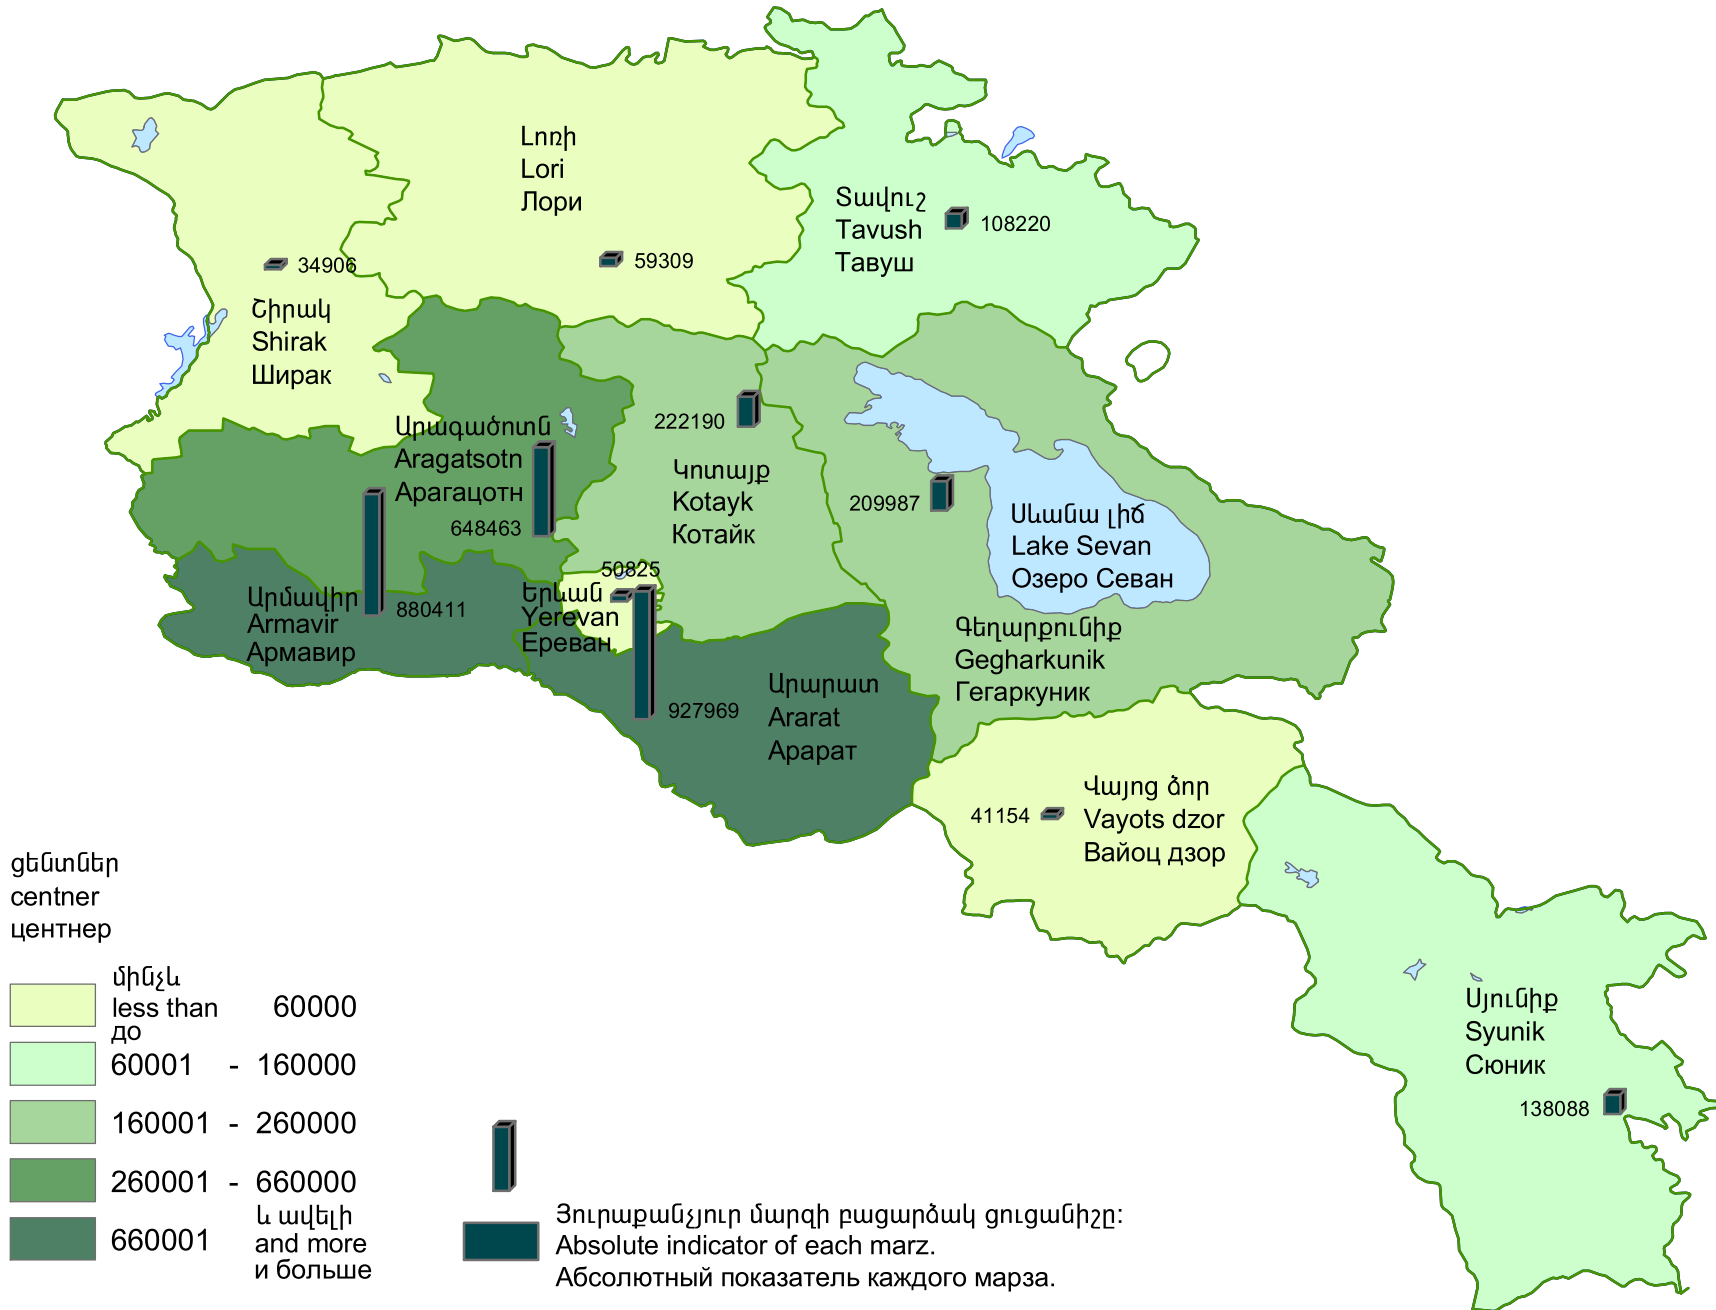 Լոռի
Lori
Лори
59309
Տավուշ
Tavush
Тавуш
108220
34906
Շիրակ
Shirak
Ширак
Արագածոտն
Aragatsotn
Арагацотн
648463
222190
Կոտայք
Kotayk
Котайк
209987
Սևանա լիճ
Lake Sevan
Озеро Севан
Արմավիր
Armavir
Армавир
880411
50825
Երևան
Yerevan
Ереван
927969
Արարատ
Ararat
Арарат
Գեղարքունիք
Gegharkunik
Гегаркуник
41154
Վայոց ձոր
Vayots dzor
Вайоц дзор
Սյունիք
Syunik
Сюник
138088
ցենտներ
centner
центнер
մինչև
less than 60000
до
60001 - 160000
160001 - 260000
260001 - 660000
և ավելի
660001 and more
и больше
Յուրաքանչյուր մարզի բացարձակ ցուցանիշը:
Absolute indicator of each marz.
Абсолютный показатель каждого марза.